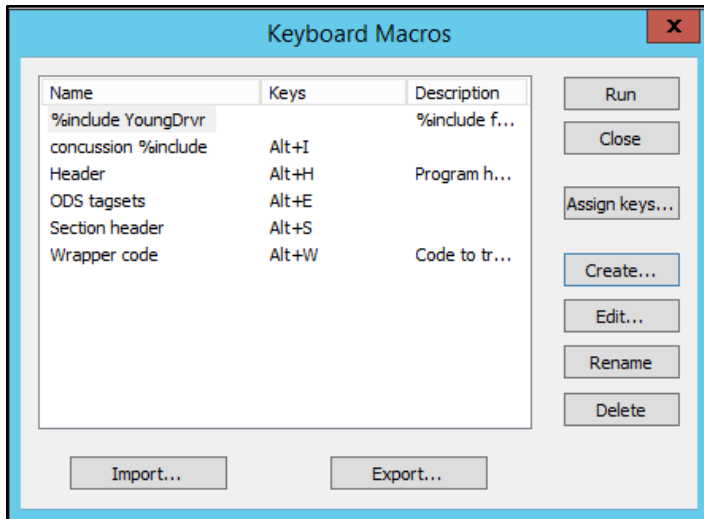 Keyboard Macros
x
Name Keys Description
%include YoungDrvr %include f...
concussion %include Alt+I
Header Alt+H Program h...
ODS tagsets Alt+E
Section header Alt+S
Wrapper code Alt+W Code to tr...
Run
Close
Assign keys...
Create...
Edit...
Rename
Delete
Import... Export...